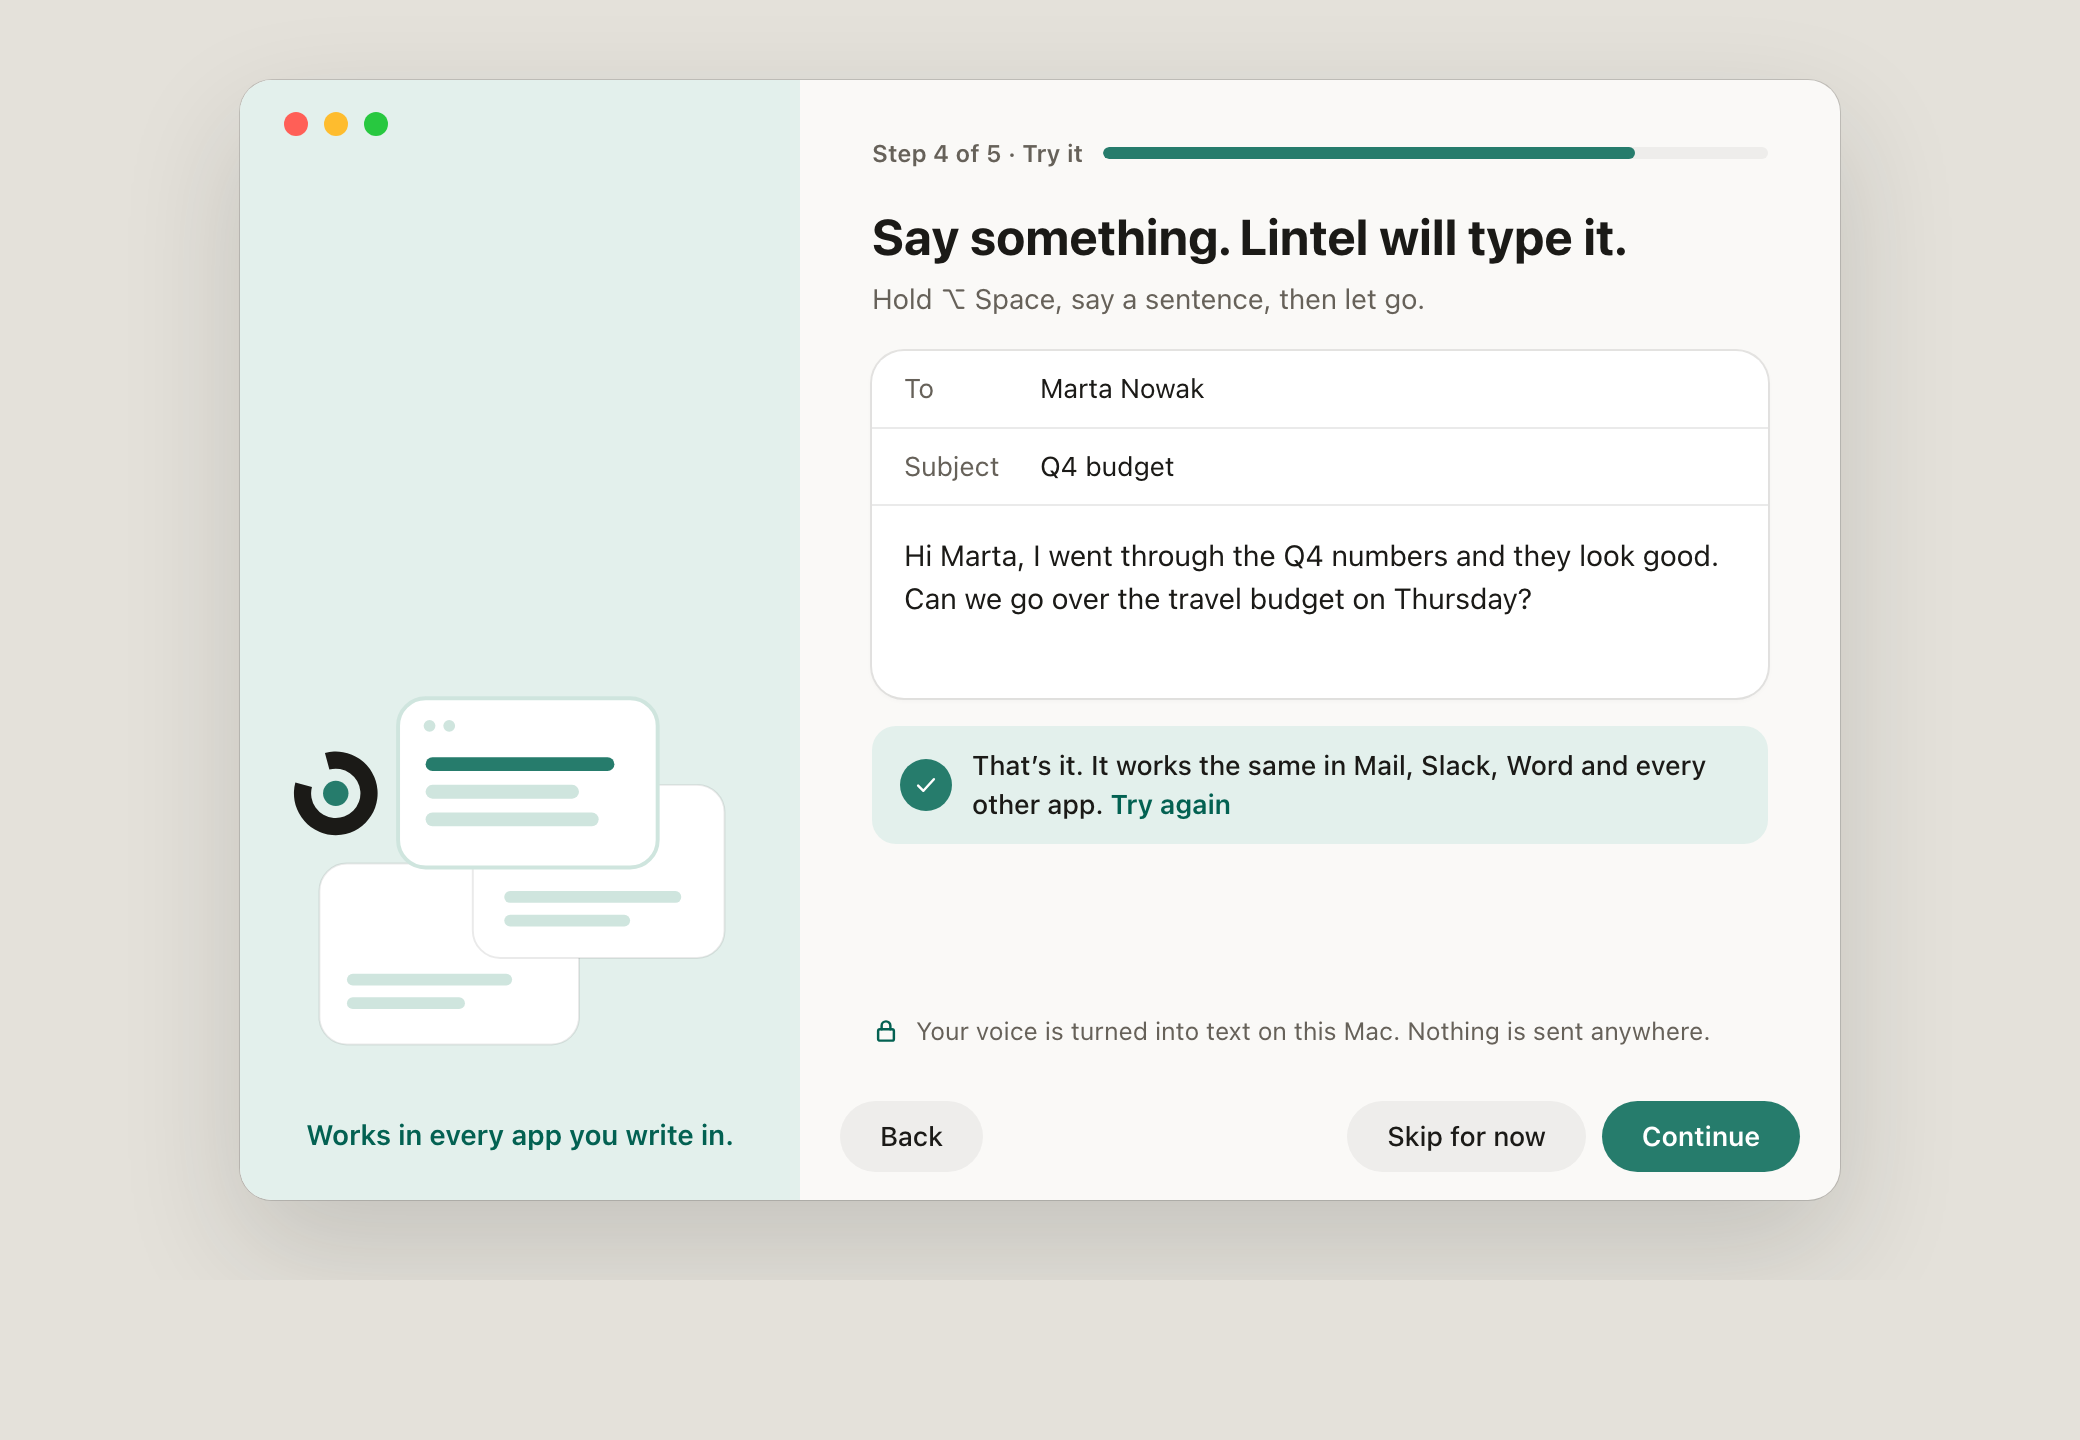 Step 4 of 5 · Try it
Say something. Lintel will type it.
Hold ⌥ Space, say a sentence, then let go.
To Marta Nowak
Subject Q4 budget
Hi Marta, I went through the Q4 numbers and they look good.
Can we go over the travel budget on Thursday?
That’s it. It works the same in Mail, Slack, Word and every
other app. Try again
Your voice is turned into text on this Mac. Nothing is sent anywhere.
Works in every app you write in.
Back Skip for now Continue